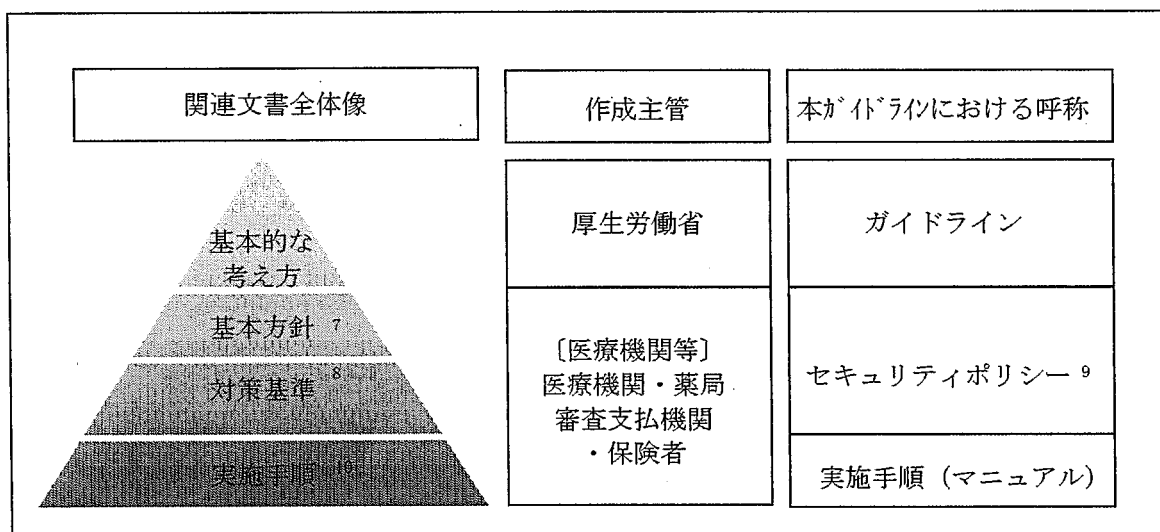 関連文書全体像
作成主管
本ガイドラインにおける呼称
基本的な
考え方
基本方針 7
対策基準 8
実施手順 10
厚生労働省
〔医療機関等〕
医療機関・薬局
審査支払機関
・保険者
ガイドライン
セキュリティポリシー 9
実施手順（マニュアル）